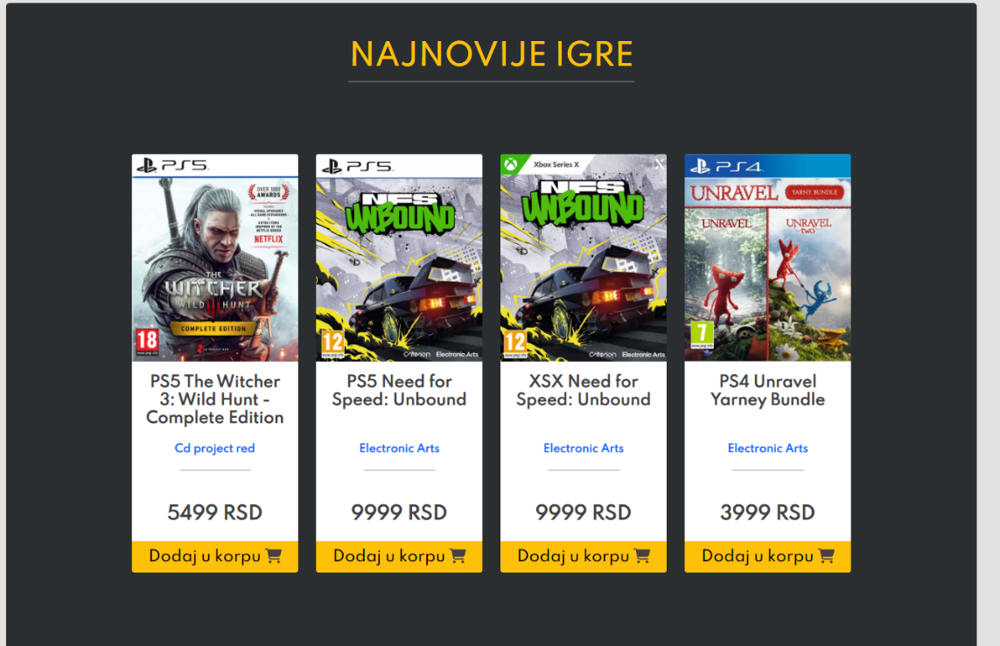 NAJNOVIJE IGRE
PS5
OVER 1000
AWARDS
NETFLIX
THE
WITCHER
WILD HUNT
COMPLETE EDITION
18
PS5 The Witcher
3: Wild Hunt -
Complete Edition
Cd project red
5499 RSD
Dodaj u korpu
PS5
NFS
UNBOUND
12
Criterion Electronic Arts
PS5 Need for
Speed: Unbound
Electronic Arts
9999 RSD
Dodaj u korpu
Xbox Series X
NFS
UNBOUND
12
Criterion Electronic Arts
XSX Need for
Speed: Unbound
Electronic Arts
9999 RSD
Dodaj u korpu
PS4
UNRAVEL YARNY BUNDLE
UNRAVEL
UNRAVEL
TWO
7
PS4 Unravel
Yarney Bundle
Electronic Arts
3999 RSD
Dodaj u korpu